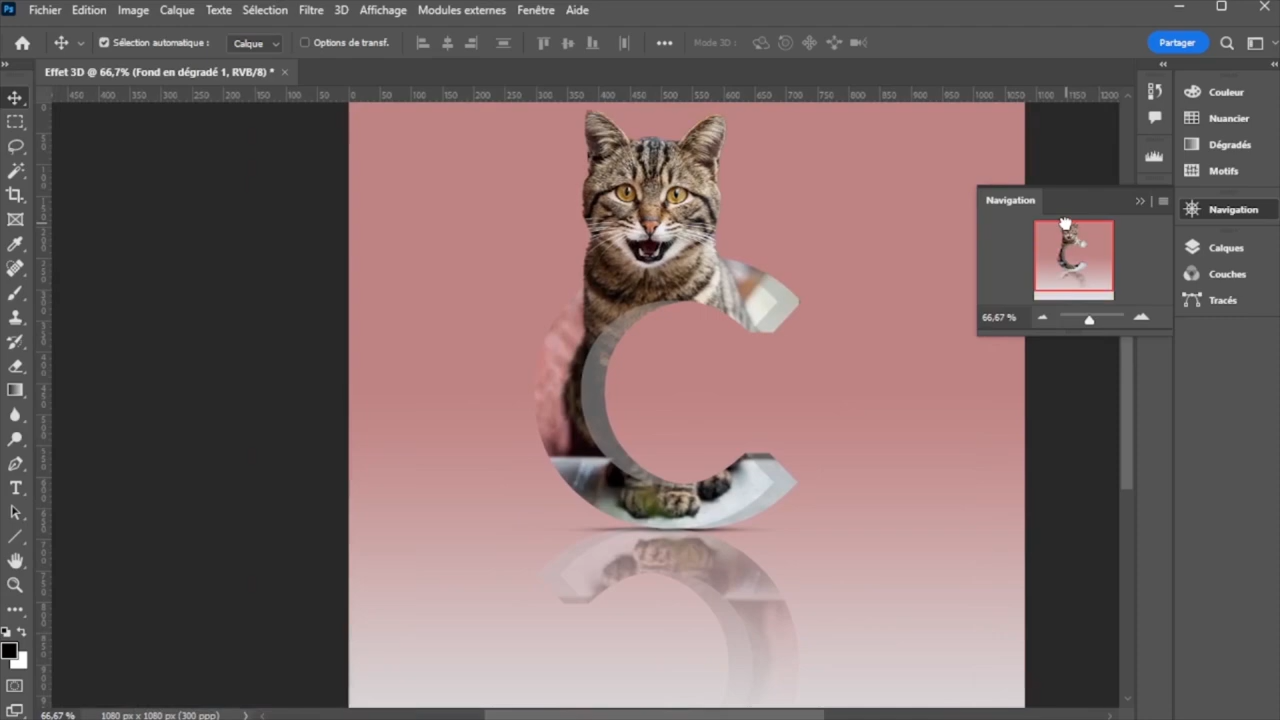 Ps Fichier Edition Image Calque Texte Sélection Filtre 3D Affichage Modules externes Fenêtre Aide
Sélection automatique : Calque Options de transf. Mode 3D : Partager
Effet 3D @ 66,7% (Fond en dégradé 1, RVB/8) *
450 400 350 300 250 200 150 100 50 0 50 100 150 200 250 300 350 400 450 500 550 600 650 700 750 800 850 900 950 1000 1050 1100 1150 1200
Couleur
Nuancier
Dégradés
Motifs
Navigation
Navigation
Calques
Couches
Tracés
66,67 %
66,67 % 1080 px x 1080 px (300 ppp)